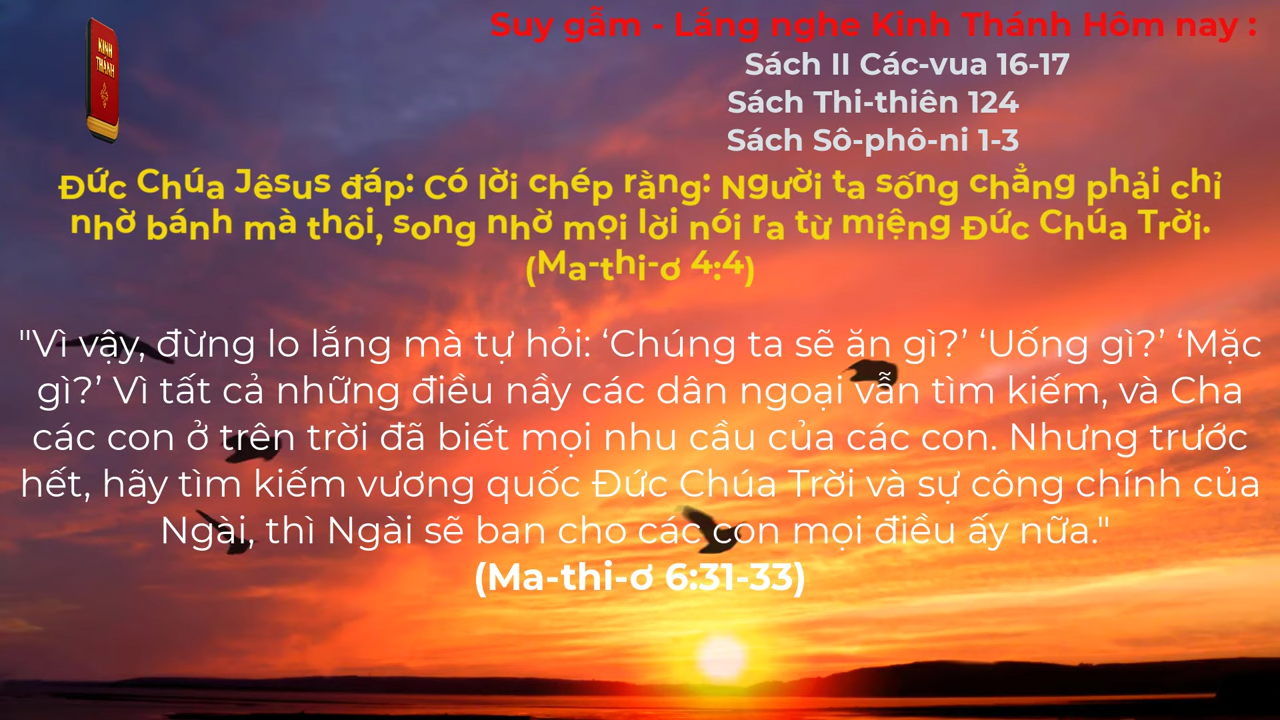 KINH
THÁNH
Suy gẫm - Lắng nghe Kinh Thánh Hôm nay :
Sách II Các-vua 16-17
Sách Thi-thiên 124
Sách Sô-phô-ni 1-3
Đức Chúa Jêsus đáp: Có lời chép rằng: Người ta sống chẳng phải chỉ
nhờ bánh mà thôi, song nhờ mọi lời nói ra từ miệng Đức Chúa Trời.
(Ma-thi-ơ 4:4)
"Vì vậy, đừng lo lắng mà tự hỏi: ‘Chúng ta sẽ ăn gì?’ ‘Uống gì?’ ‘Mặc
gì?’ Vì tất cả những điều nầy các dân ngoại vẫn tìm kiếm, và Cha
các con ở trên trời đã biết mọi nhu cầu của các con. Nhưng trước
hết, hãy tìm kiếm vương quốc Đức Chúa Trời và sự công chính của
Ngài, thì Ngài sẽ ban cho các con mọi điều ấy nữa."
(Ma-thi-ơ 6:31-33)